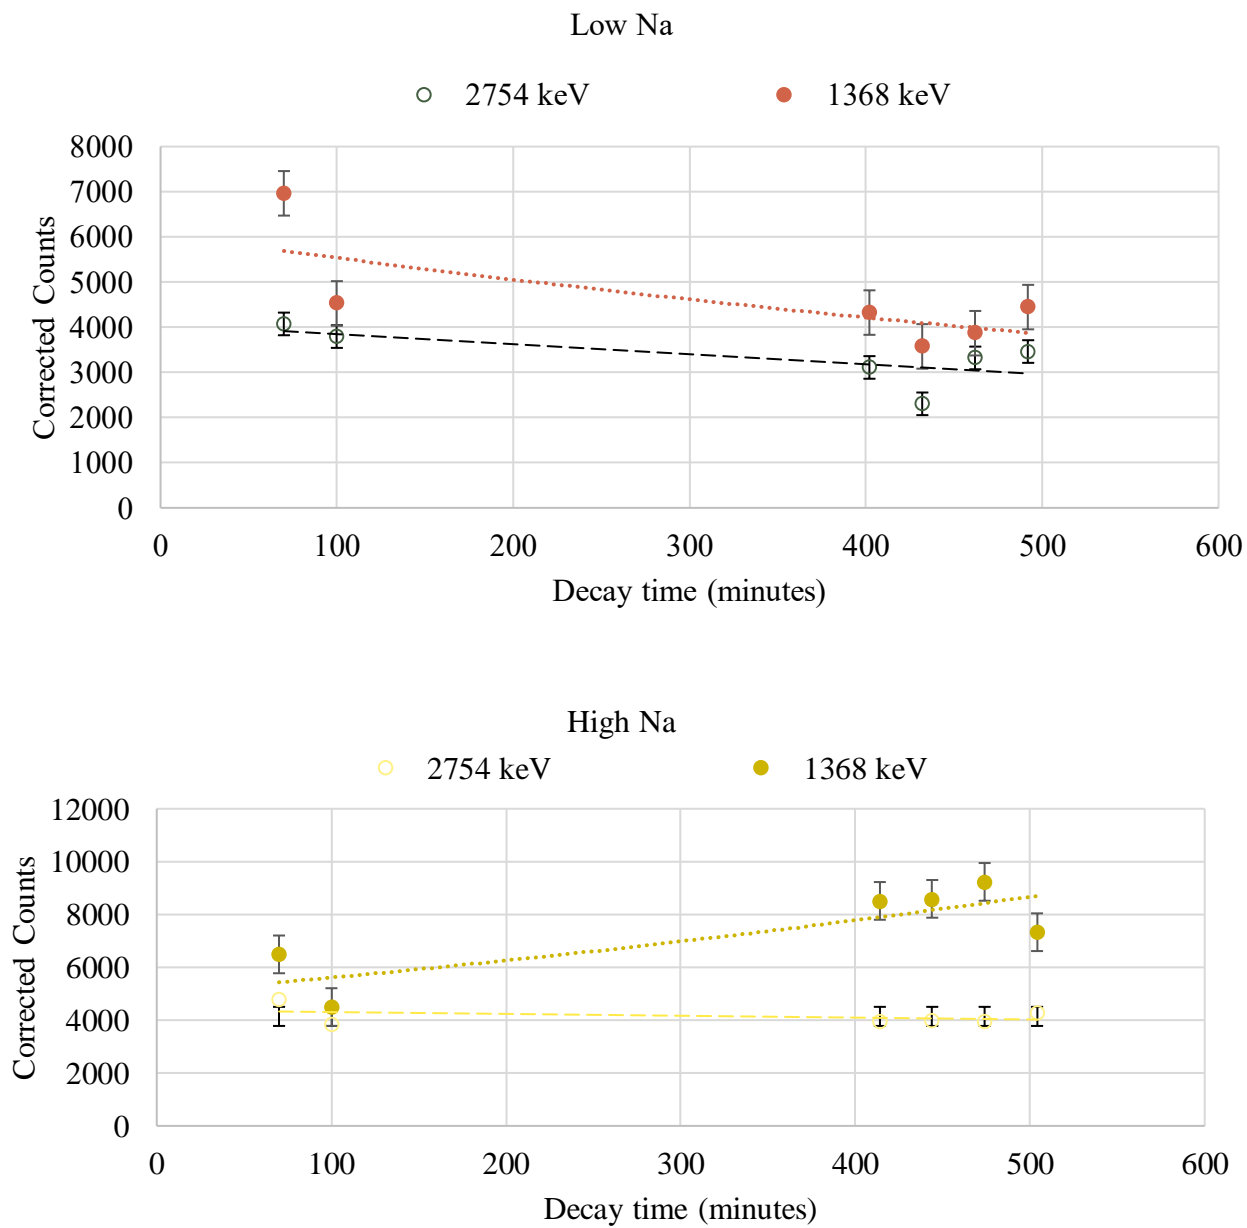 Low Na
2754 keV 1368 keV
8000
7000
6000
5000
4000
3000
2000
1000
0
Corrected Counts
0 100 200 300 400 500 600
Decay time (minutes)
High Na
2754 keV 1368 keV
12000
10000
8000
6000
4000
2000
0
Corrected Counts
0 100 200 300 400 500 600
Decay time (minutes)